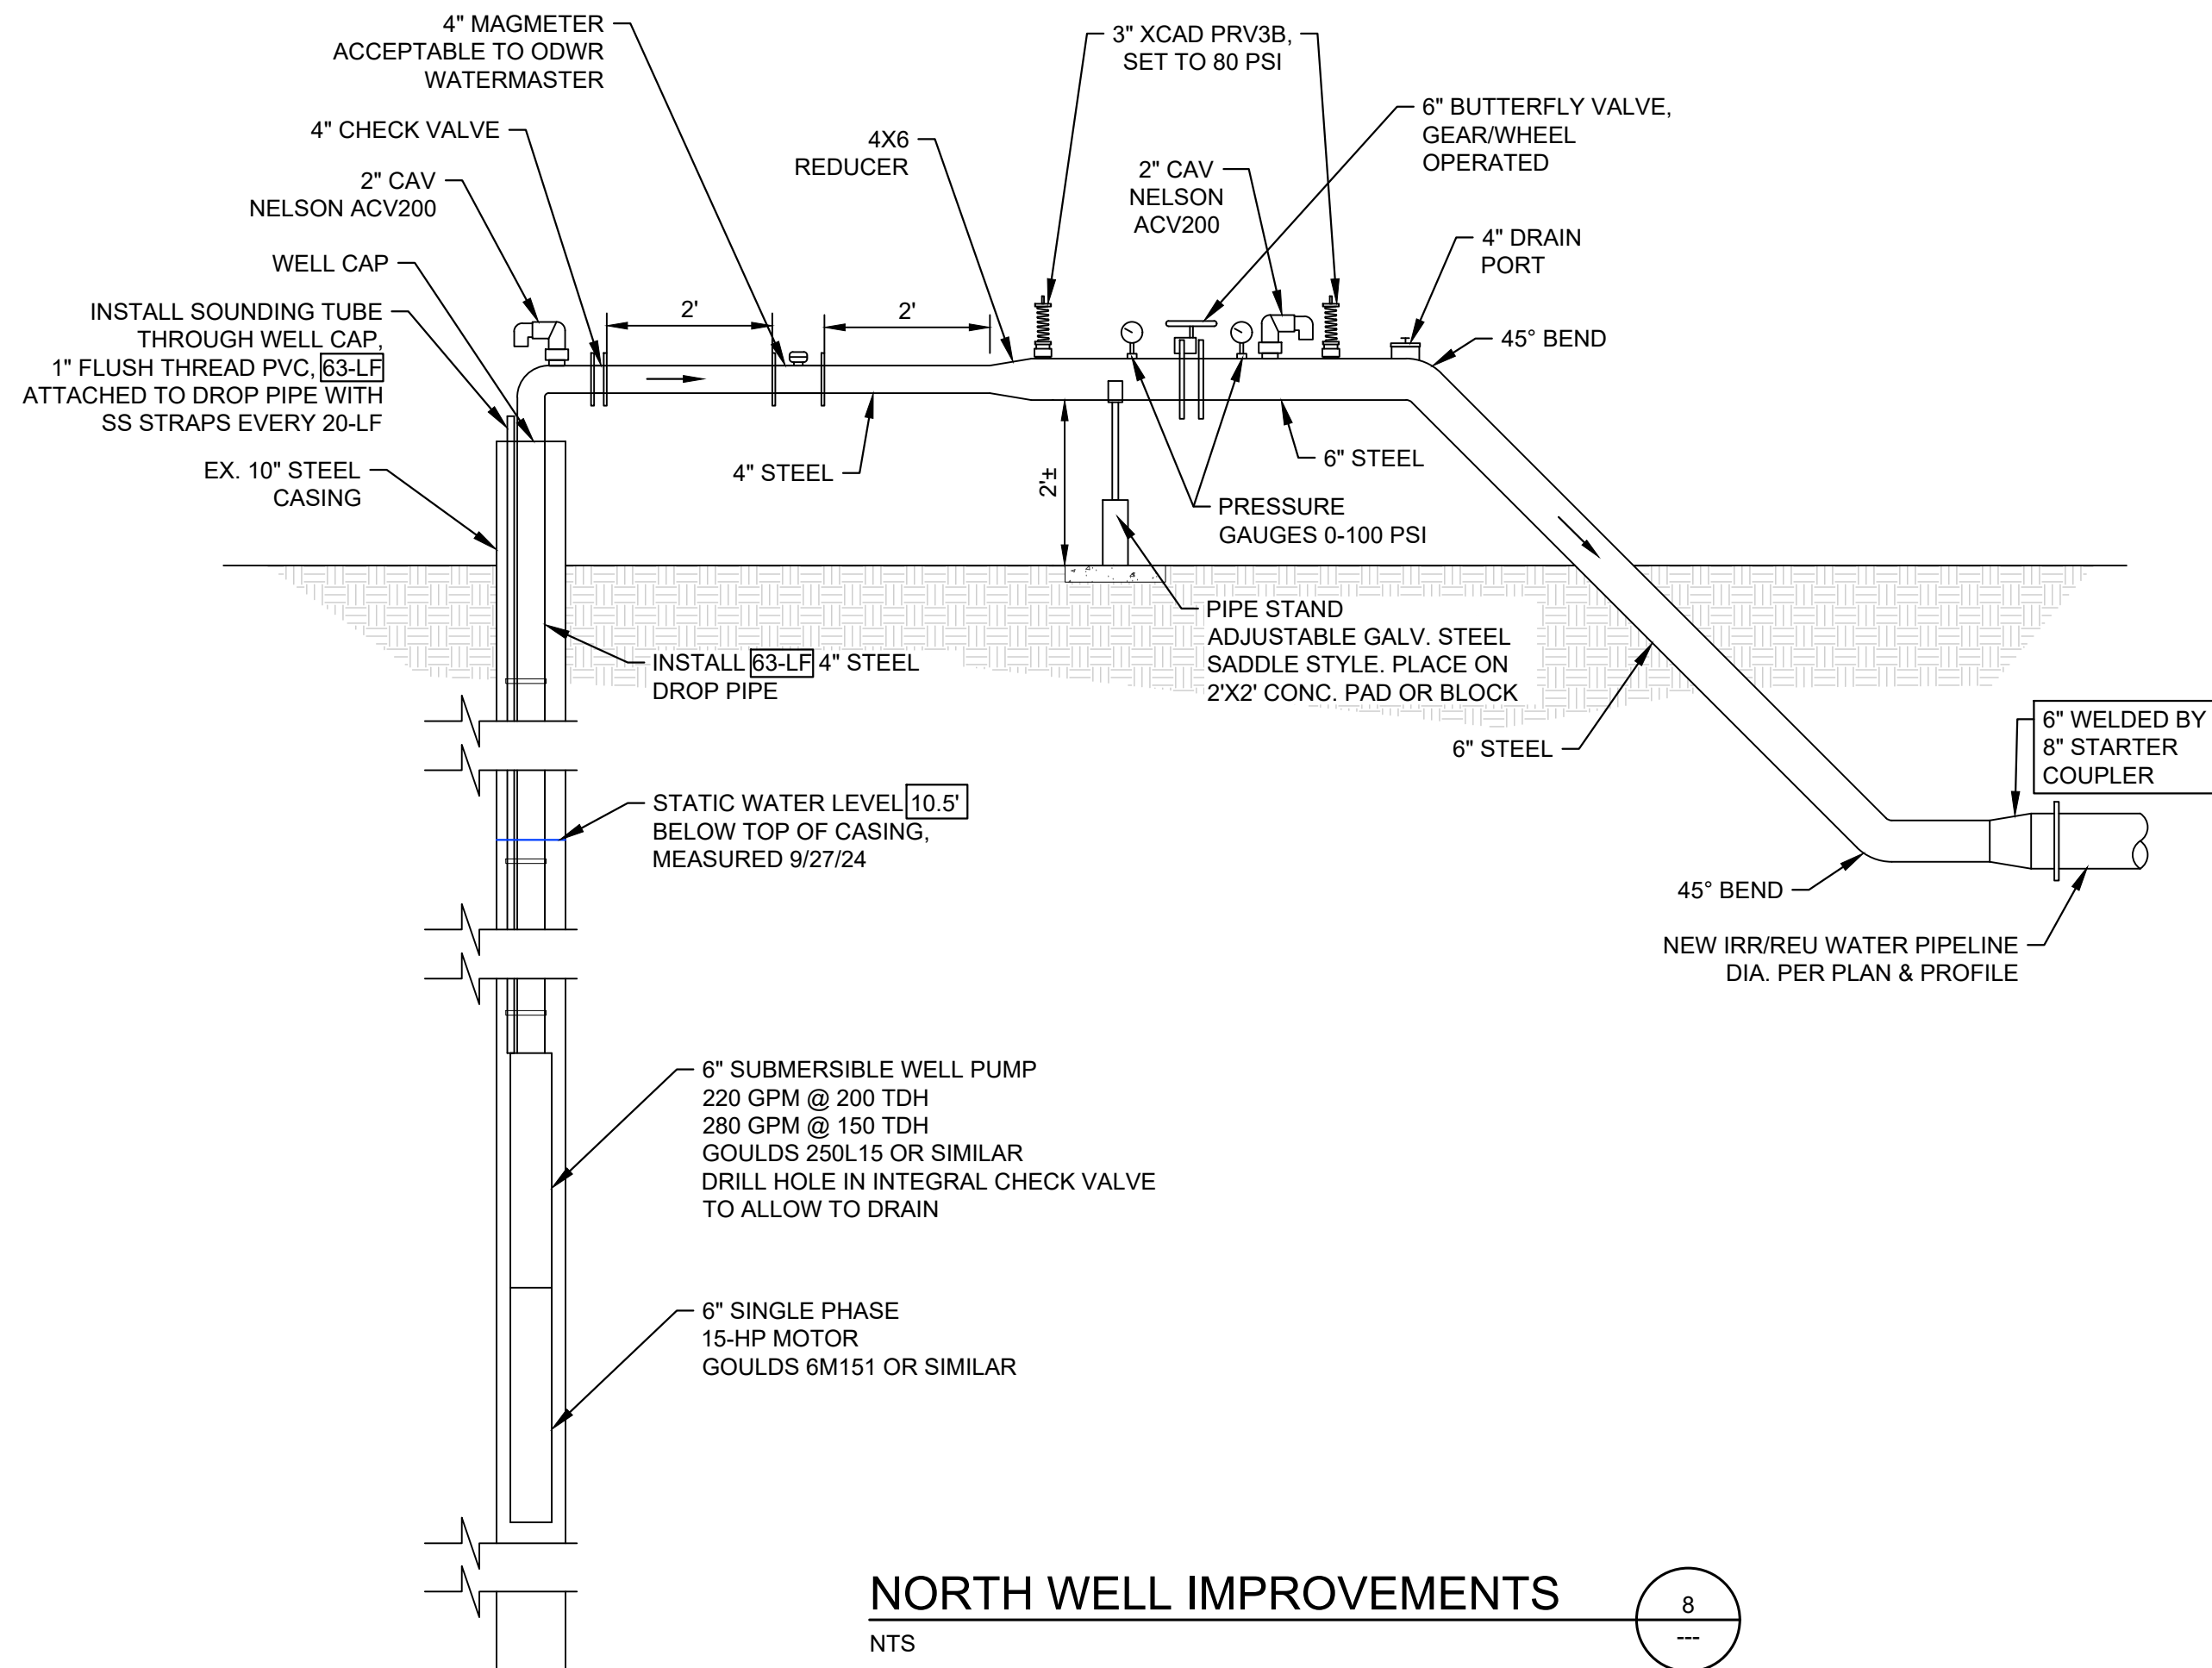 4" MAGMETER
ACCEPTABLE TO ODWR
WATERMASTER
4" CHECK VALVE
2" CAV
NELSON ACV200
WELL CAP
INSTALL SOUNDING TUBE
THROUGH WELL CAP,
1" FLUSH THREAD PVC, 63-LF
ATTACHED TO DROP PIPE WITH
SS STRAPS EVERY 20-LF
EX. 10" STEEL
CASING
2'
2'
4X6
REDUCER
3" XCAD PRV3B,
SET TO 80 PSI
2" CAV
NELSON
ACV200
6" BUTTERFLY VALVE,
GEAR/WHEEL
OPERATED
4" DRAIN
PORT
45° BEND
4" STEEL
2'±
6" STEEL
PRESSURE
GAUGES 0-100 PSI
PIPE STAND
ADJUSTABLE GALV. STEEL
SADDLE STYLE. PLACE ON
2'X2' CONC. PAD OR BLOCK
INSTALL 63-LF 4" STEEL
DROP PIPE
6" STEEL
6" WELDED BY
8" STARTER
COUPLER
STATIC WATER LEVEL 10.5'
BELOW TOP OF CASING,
MEASURED 9/27/24
45° BEND
NEW IRR/REU WATER PIPELINE
DIA. PER PLAN & PROFILE
6" SUBMERSIBLE WELL PUMP
220 GPM @ 200 TDH
280 GPM @ 150 TDH
GOULDS 250L15 OR SIMILAR
DRILL HOLE IN INTEGRAL CHECK VALVE
TO ALLOW TO DRAIN
6" SINGLE PHASE
15-HP MOTOR
GOULDS 6M151 OR SIMILAR
NORTH WELL IMPROVEMENTS
NTS
8
---